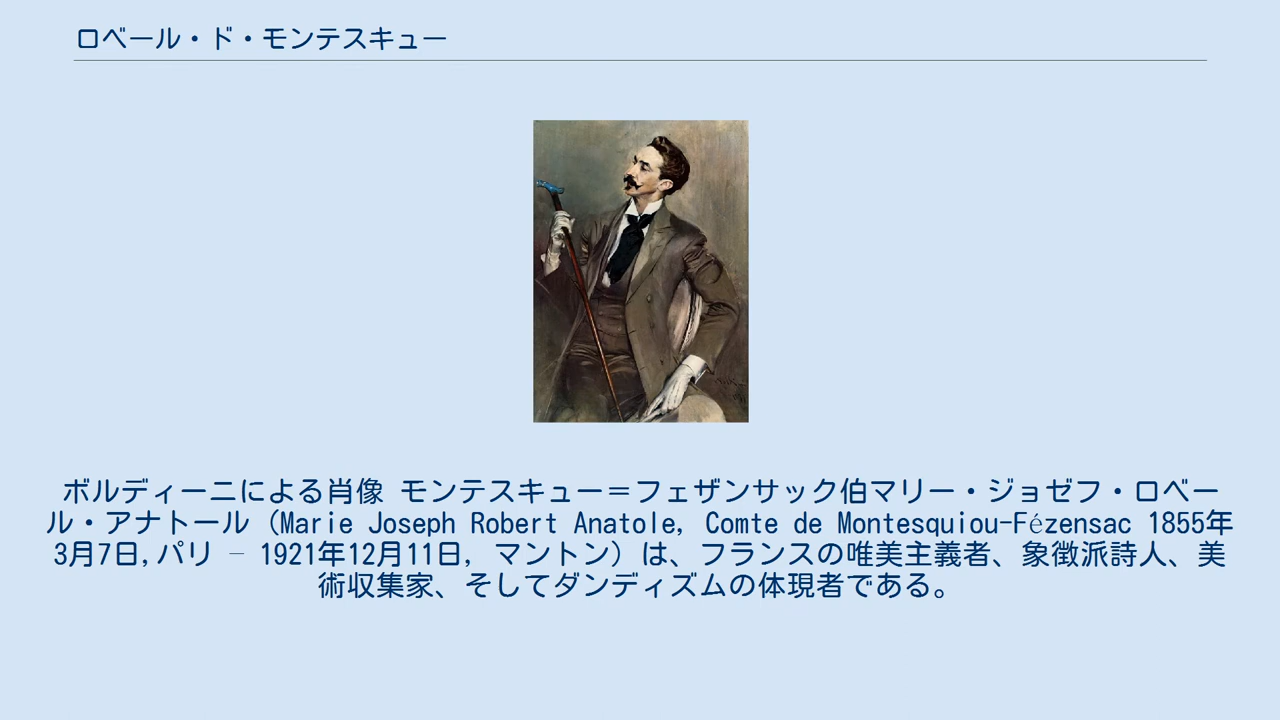 ロベール・ド・モンテスキュー
ボルディーニによる肖像 モンテスキュー＝フェザンサック伯マリー・ジョゼフ・ロベー
ル・アナトール（Marie Joseph Robert Anatole, Comte de Montesquiou-Fézensac 1855年
3月7日,パリ – 1921年12月11日, マントン）は、フランスの唯美主義者、象徴派詩人、美
術収集家、そしてダンディズムの体現者である。